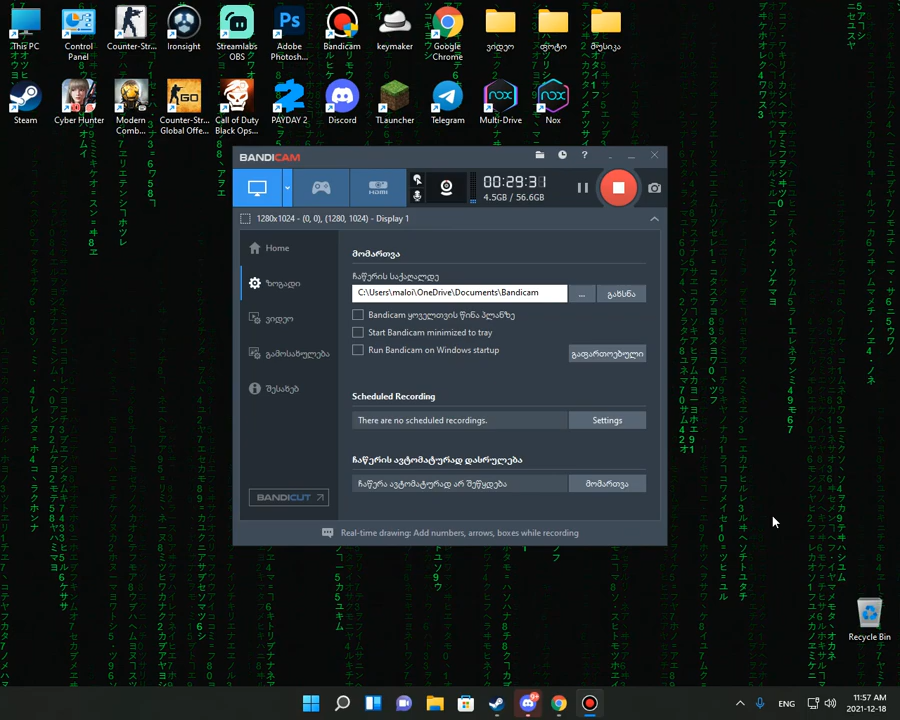 This PC
Control
Panel
Counter-Str...
Ironsight
Streamlabs
OBS
Adobe
Photosh...
Bandicam
keymaker
Google
Chrome
ვიდეო
ფოტო
მუსიკა
Steam
Cyber Hunter
Modern
Comb...
Counter-Str...
Global Offe...
Call of Duty
Black Ops...
PAYDAY 2
Discord
TLauncher
Telegram
Multi-Drive
Nox
BANDICAM
HDMI
00:29:31
4.5GB / 56.6GB
1280x1024 - (0, 0), (1280, 1024) - Display 1
Home
ზოგადი
ვიდეო
გამოსახულება
შესახებ
BANDICUT
მომართვა
ჩაწერის საქაღალდე
C:\Users\maloi\OneDrive\Documents\Bandicam
...
გახსნა
Bandicam ყოველთვის წინა პლანზე
Start Bandicam minimized to tray
Run Bandicam on Windows startup
გაფართოებული
Scheduled Recording
There are no scheduled recordings.
Settings
ჩაწერის ავტომატურად დასრულება
ჩაწერა ავტომატურად არ შეწყდება
მომართვა
Real-time drawing: Add numbers, arrows, boxes while recording
Recycle Bin
ENG
11:57 AM
2021-12-18